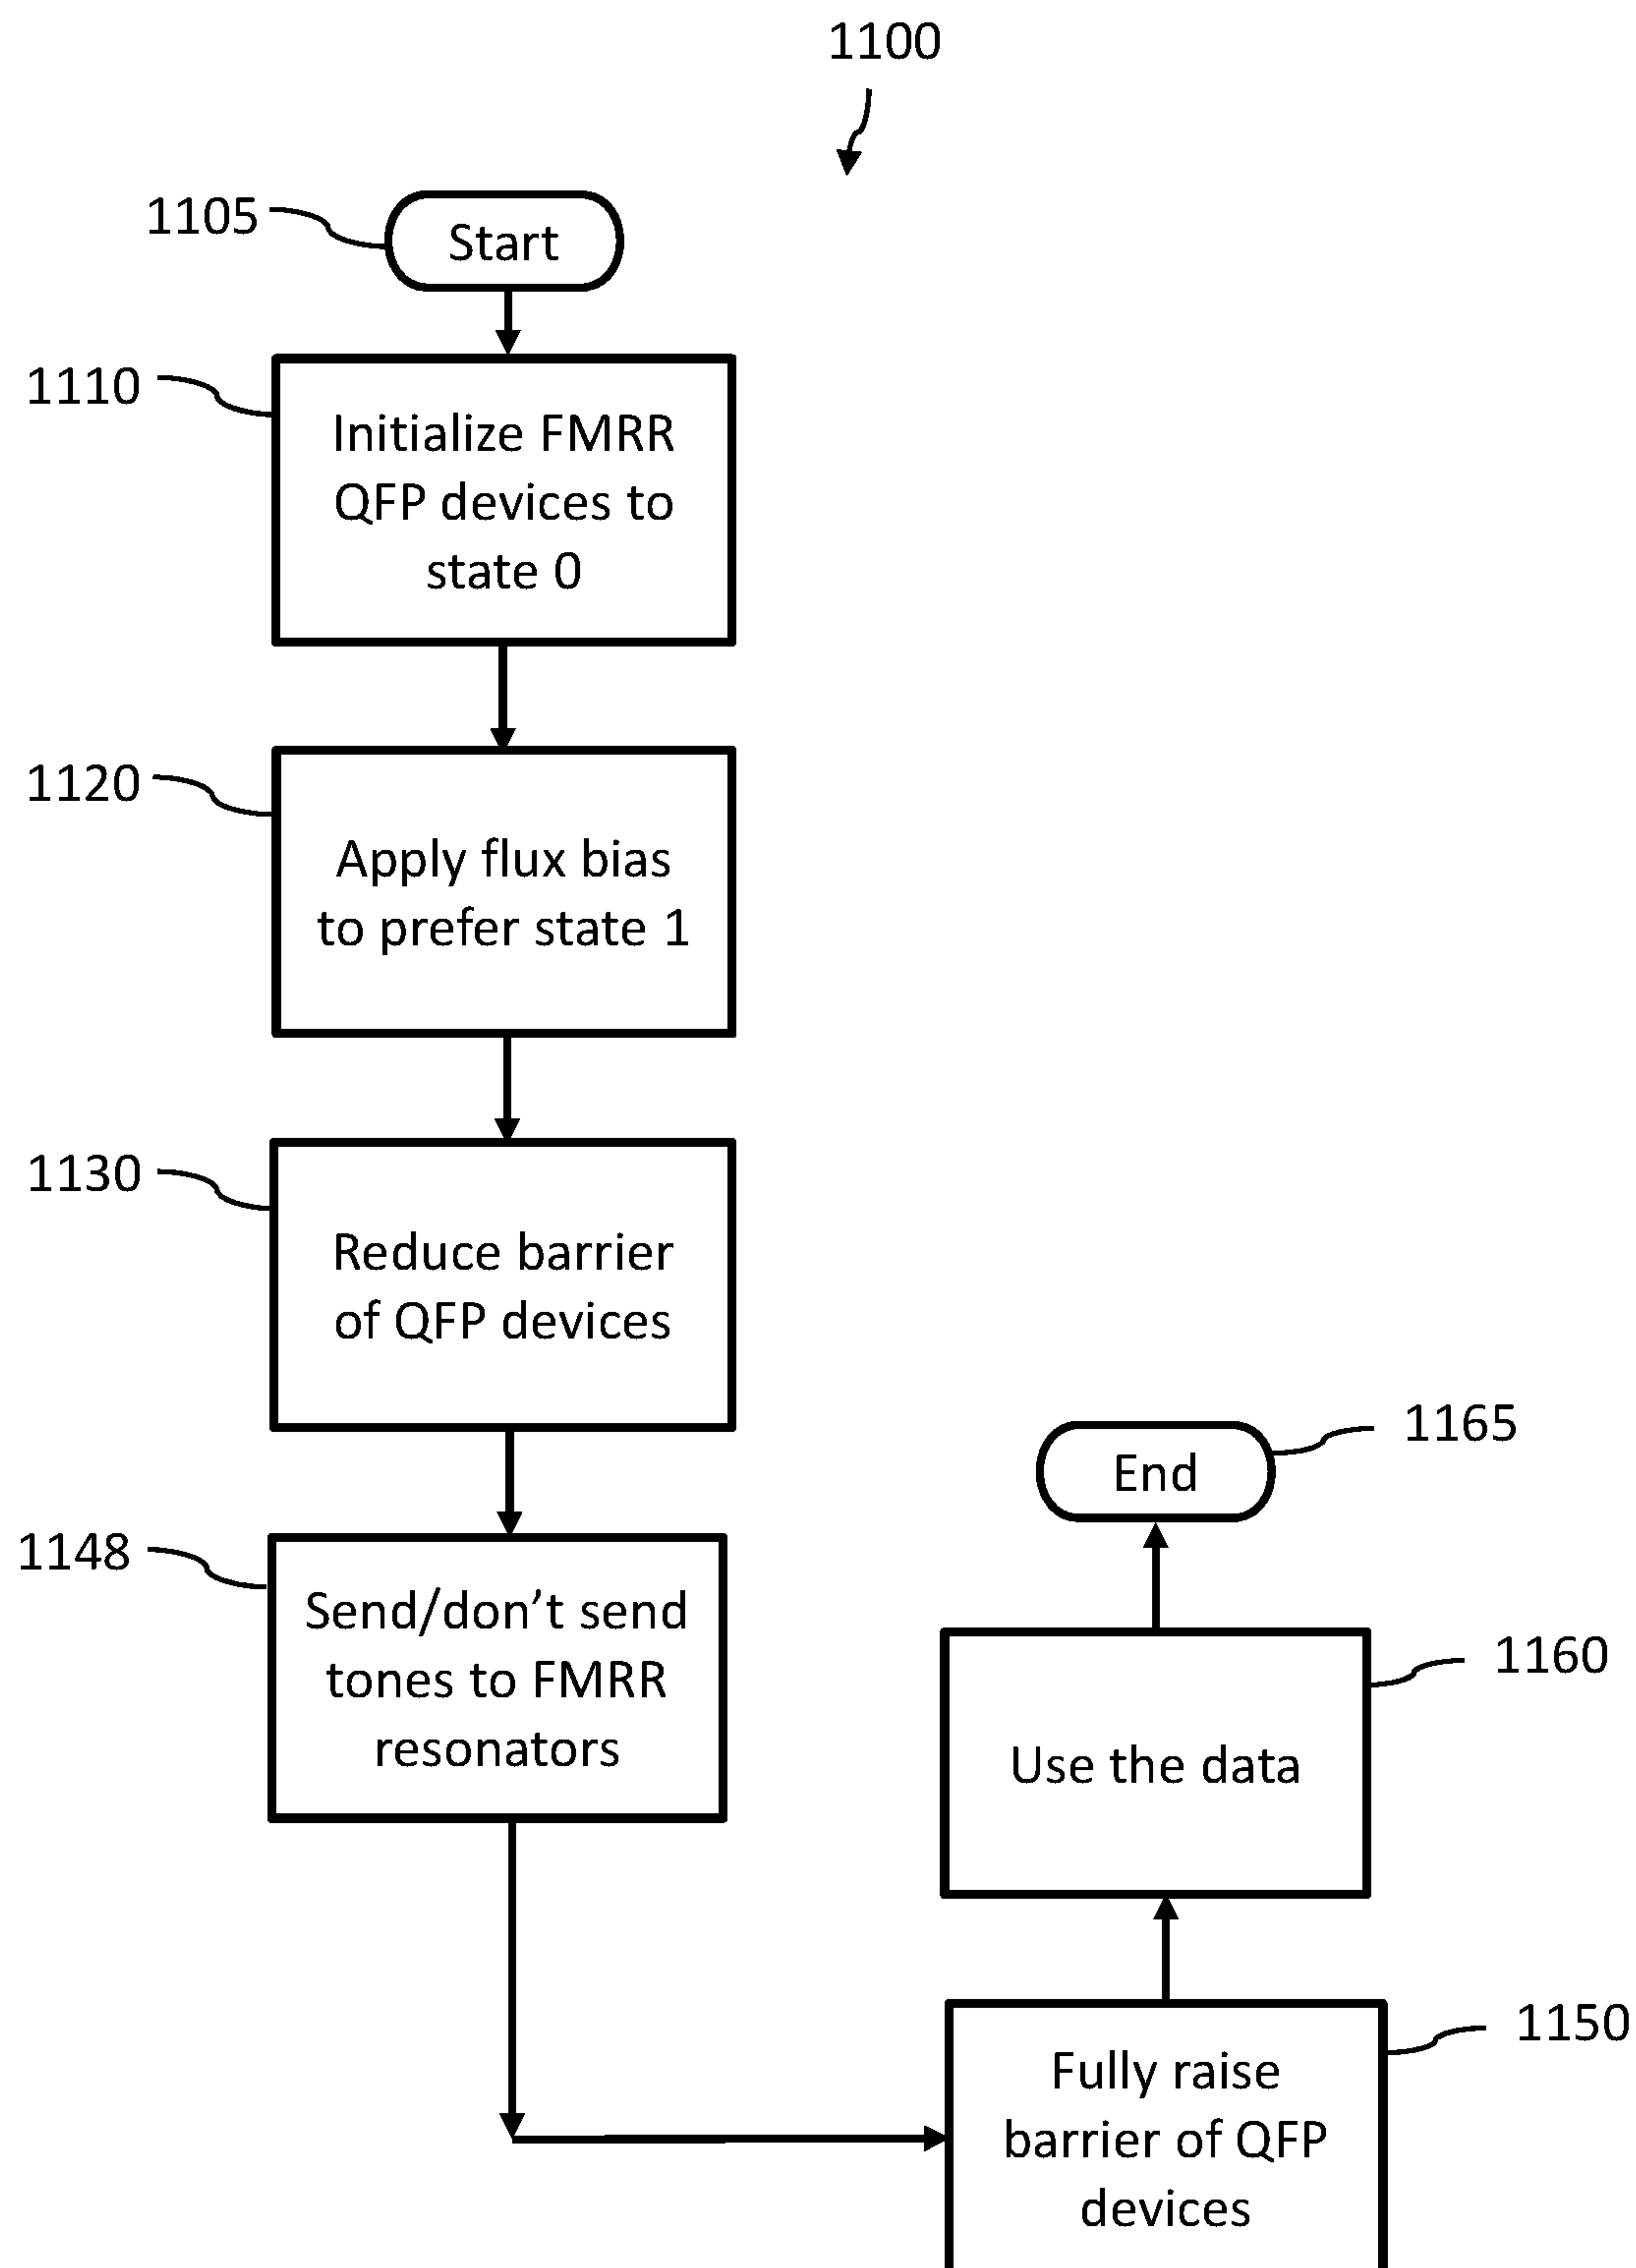 1100
1105
Start
1110
Initialize FMRR
QFP devices to
state 0
1120
Apply flux bias
to prefer state 1
1130
Reduce barrier
of QFP devices
1148
Send/don’t send
tones to FMRR
resonators
1165
End
1160
Use the data
1150
Fully raise
barrier of QFP
devices